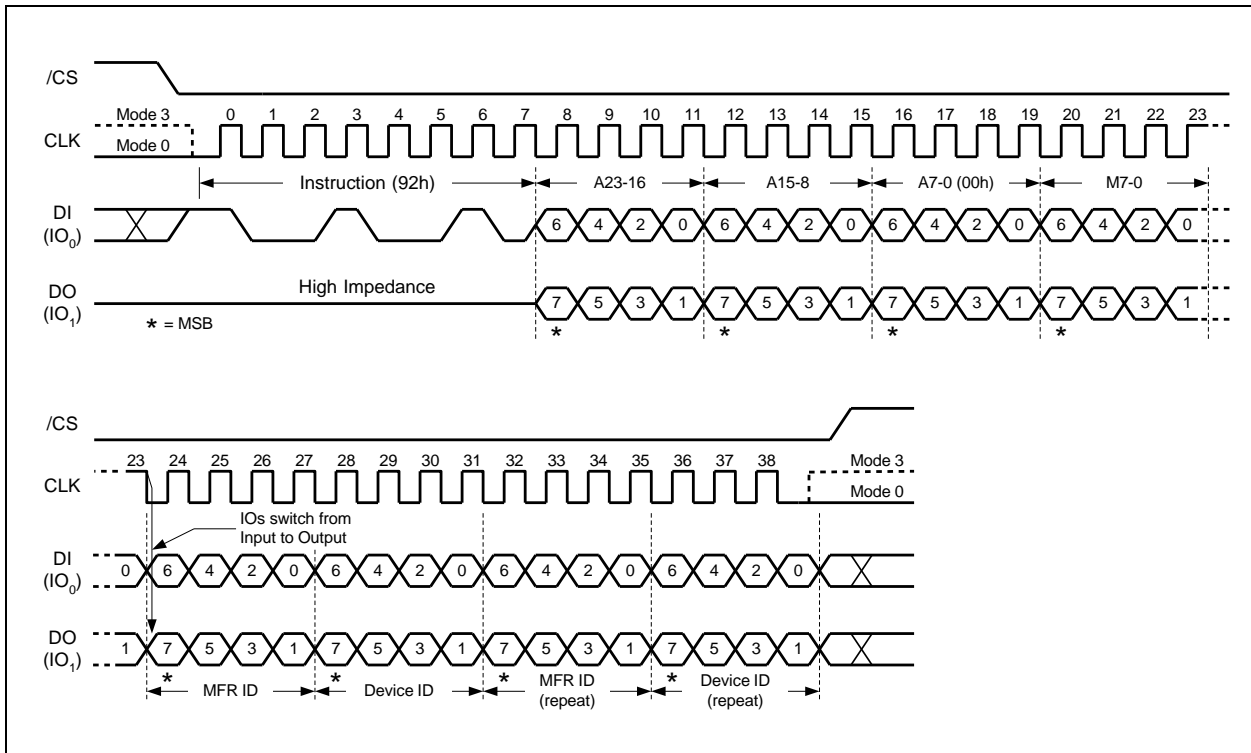 /CS
Mode 3 0 1 2 3 4 5 6 7 8 9 10 11 12 13 14 15 16 17 18 19 20 21 22 23
CLK
Mode 0
Instruction (92h) A23-16 A15-8 A7-0 (00h) M7-0
DI
(IO0) 6 4 2 0 6 4 2 0 6 4 2 0 6 4 2 0
High Impedance
DO
(IO1) 7 5 3 1 7 5 3 1 7 5 3 1 7 5 3 1
* = MSB * * * *
/CS
23 24 25 26 27 28 29 30 31 32 33 34 35 36 37 38 Mode 3
CLK
Mode 0
IOs switch from
Input to Output
DI
(IO0) 0 6 4 2 0 6 4 2 0 6 4 2 0 6 4 2 0
DO
(IO1) 1 7 5 3 1 7 5 3 1 7 5 3 1 7 5 3 1
* MFR ID * Device ID * MFR ID * Device ID
(repeat) (repeat)